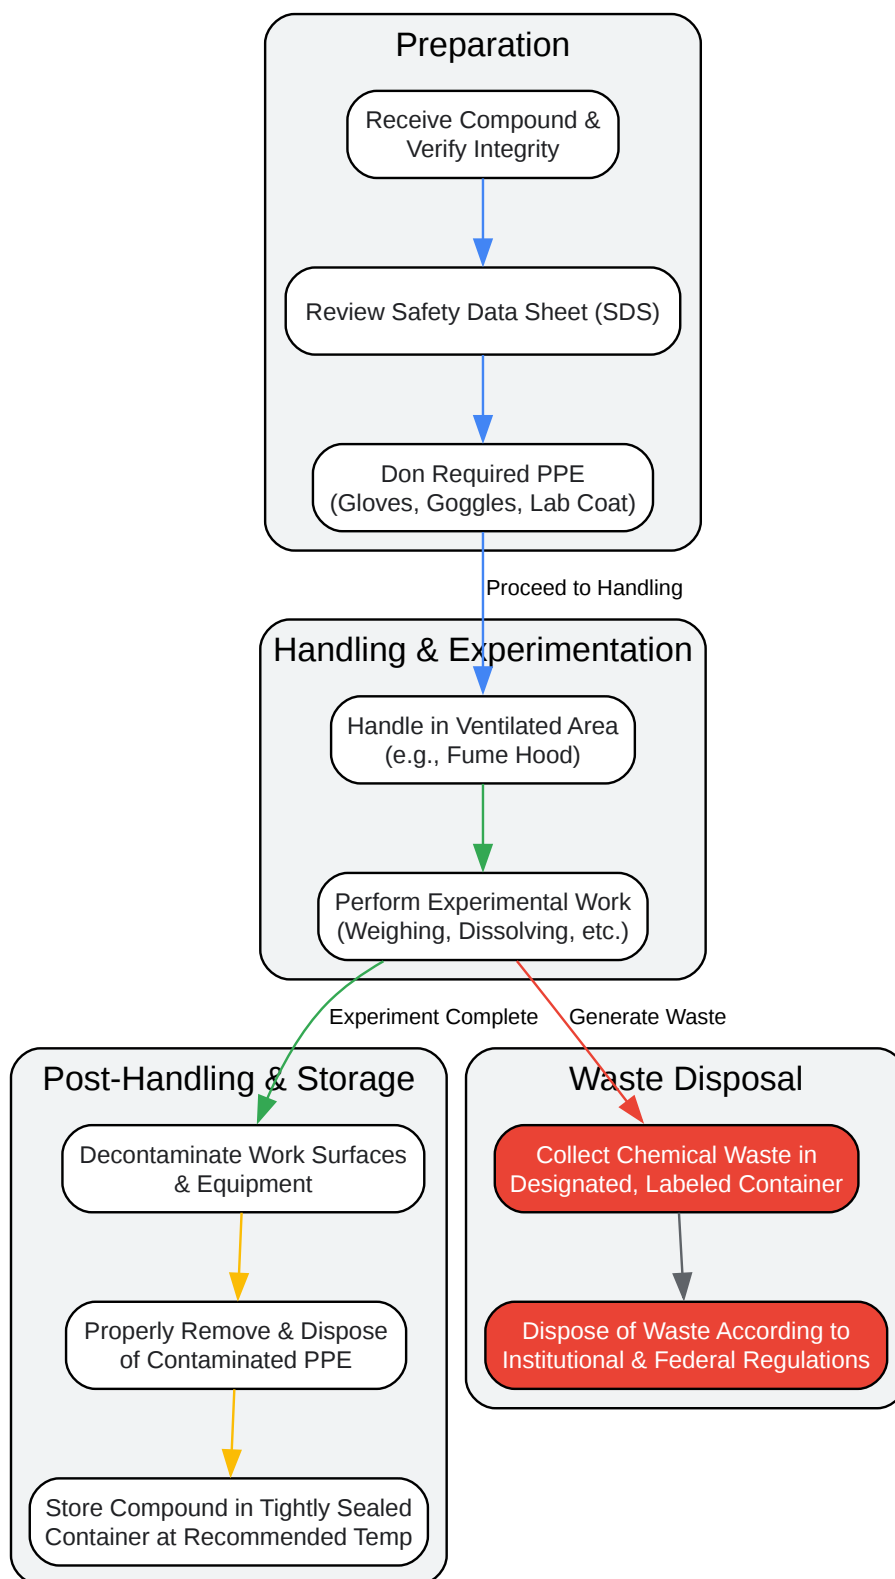 Preparation
Receive Compound &
Verify Integrity
Review Safety Data Sheet (SDS)
Don Required PPE
(Gloves, Goggles, Lab Coat)
Proceed to Handling
Handling & Experimentation
Handle in Ventilated Area
(e.g., Fume Hood)
Perform Experimental Work
(Weighing, Dissolving, etc.)
Experiment Complete
Generate Waste
Post-Handling & Storage
Decontaminate Work Surfaces
& Equipment
Properly Remove & Dispose
of Contaminated PPE
Store Compound in Tightly Sealed
Container at Recommended Temp
Waste Disposal
Collect Chemical Waste in
Designated, Labeled Container
Dispose of Waste According to
Institutional & Federal Regulations